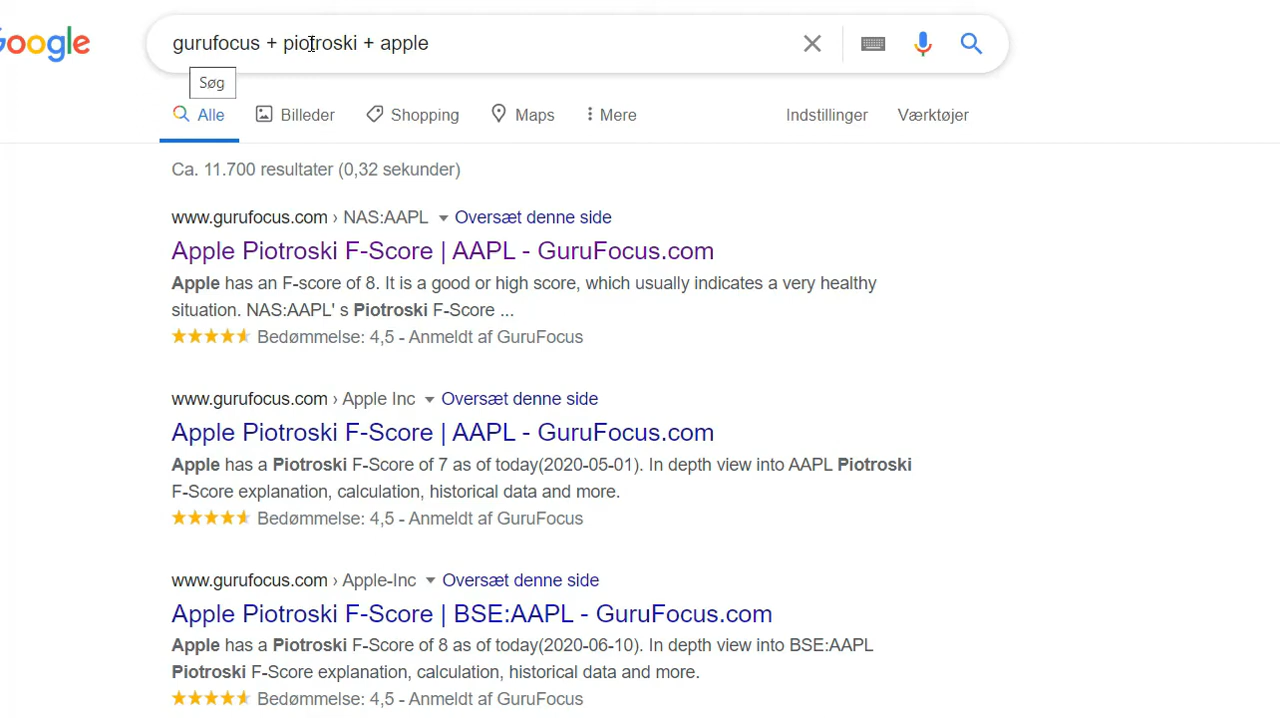 oogle
gurufocus + piotroski + apple
Søg
Alle Billeder Shopping Maps Mere Indstillinger Værktøjer
Ca. 11.700 resultater (0,32 sekunder)
www.gurufocus.com › NAS:AAPL Oversæt denne side
Apple Piotroski F-Score | AAPL - GuruFocus.com
Apple has an F-score of 8. It is a good or high score, which usually indicates a very healthy
situation. NAS:AAPL' s Piotroski F-Score ...
Bedømmelse: 4,5 - Anmeldt af GuruFocus
www.gurufocus.com › Apple Inc Oversæt denne side
Apple Piotroski F-Score | AAPL - GuruFocus.com
Apple has a Piotroski F-Score of 7 as of today(2020-05-01). In depth view into AAPL Piotroski
F-Score explanation, calculation, historical data and more.
Bedømmelse: 4,5 - Anmeldt af GuruFocus
www.gurufocus.com › Apple-Inc Oversæt denne side
Apple Piotroski F-Score | BSE:AAPL - GuruFocus.com
Apple has a Piotroski F-Score of 8 as of today(2020-06-10). In depth view into BSE:AAPL
Piotroski F-Score explanation, calculation, historical data and more.
Bedømmelse: 4,5 - Anmeldt af GuruFocus